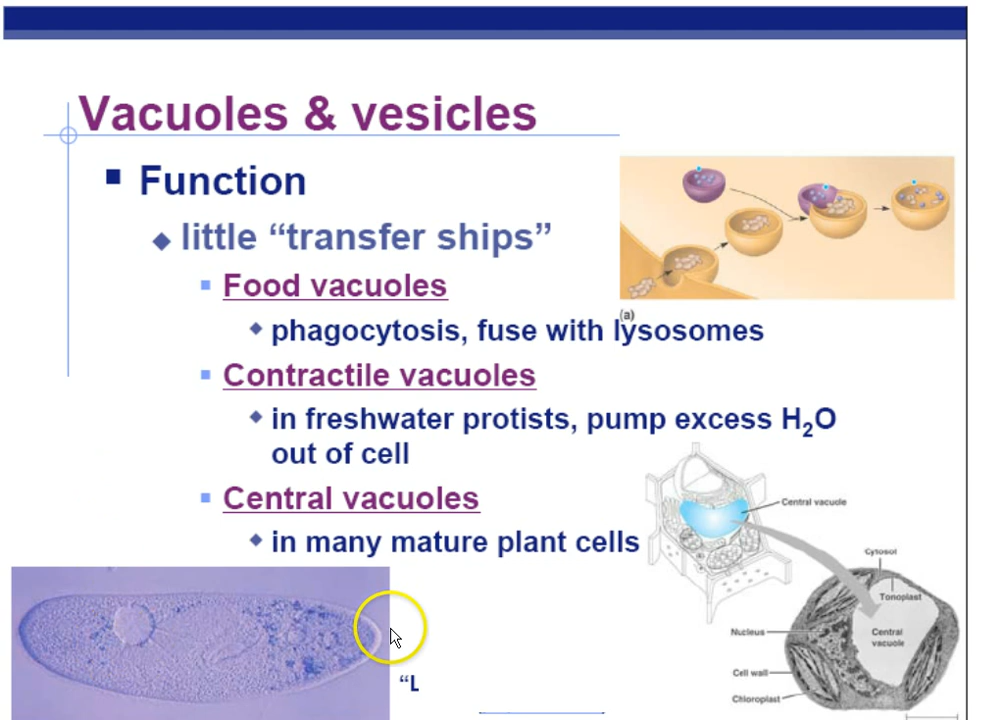 Vacuoles & vesicles
Function
little “transfer ships”
Food vacuoles
(a)
phagocytosis, fuse with lysosomes
Contractile vacuoles
in freshwater protists, pump excess H₂O
out of cell
Central vacuoles
in many mature plant cells
Central vacuole
Cytosol
Tonoplast
Nucleus
Central
vacuole
Cell wall
Chloroplast
“L